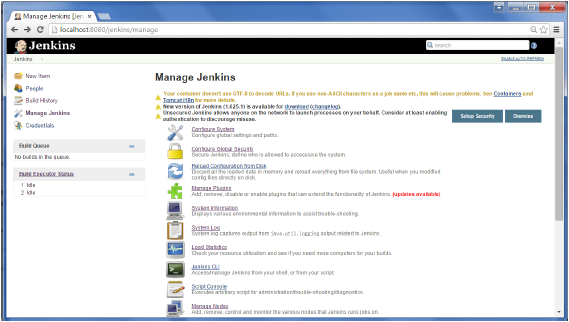 Manage Jenkins [Jen
localhost:8080/jenkins/manage
Jenkins
search
Jenkins
ENABLE AUTO REFRESH
New Item
People
Build History
Manage Jenkins
Credentials
Build Queue
No builds in the queue.
Build Executor Status
1 Idle
2 Idle
Manage Jenkins
Your container doesn't use UTF-8 to decode URLs. If you use non-ASCII characters as a job name etc, this will cause problems. See Containers and
Tomcat i18n for more details.
New version of Jenkins (1.625.1) is available for download (changelog).
Unsecured Jenkins allows anyone on the network to launch processes on your behalf. Consider at least enabling
authentication to discourage misuse.
Setup Security
Dismiss
Configure System
Configure global settings and paths.
Configure Global Security
Secure Jenkins; define who is allowed to access/use the system.
Reload Configuration from Disk
Discard all the loaded data in memory and reload everything from file system. Useful when you modified
config files directly on disk.
Manage Plugins
Add, remove, disable or enable plugins that can extend the functionality of Jenkins. (updates available)
System Information
Displays various environmental information to assist trouble-shooting.
System Log
System log captures output from java.util.logging output related to Jenkins.
Load Statistics
Check your resource utilization and see if you need more computers for your builds.
Jenkins CLI
Access/manage Jenkins from your shell, or from your script.
Script Console
Executes arbitrary script for administration/trouble-shooting/diagnostics.
Manage Nodes
Add, remove, control and monitor the various nodes that Jenkins runs jobs on.